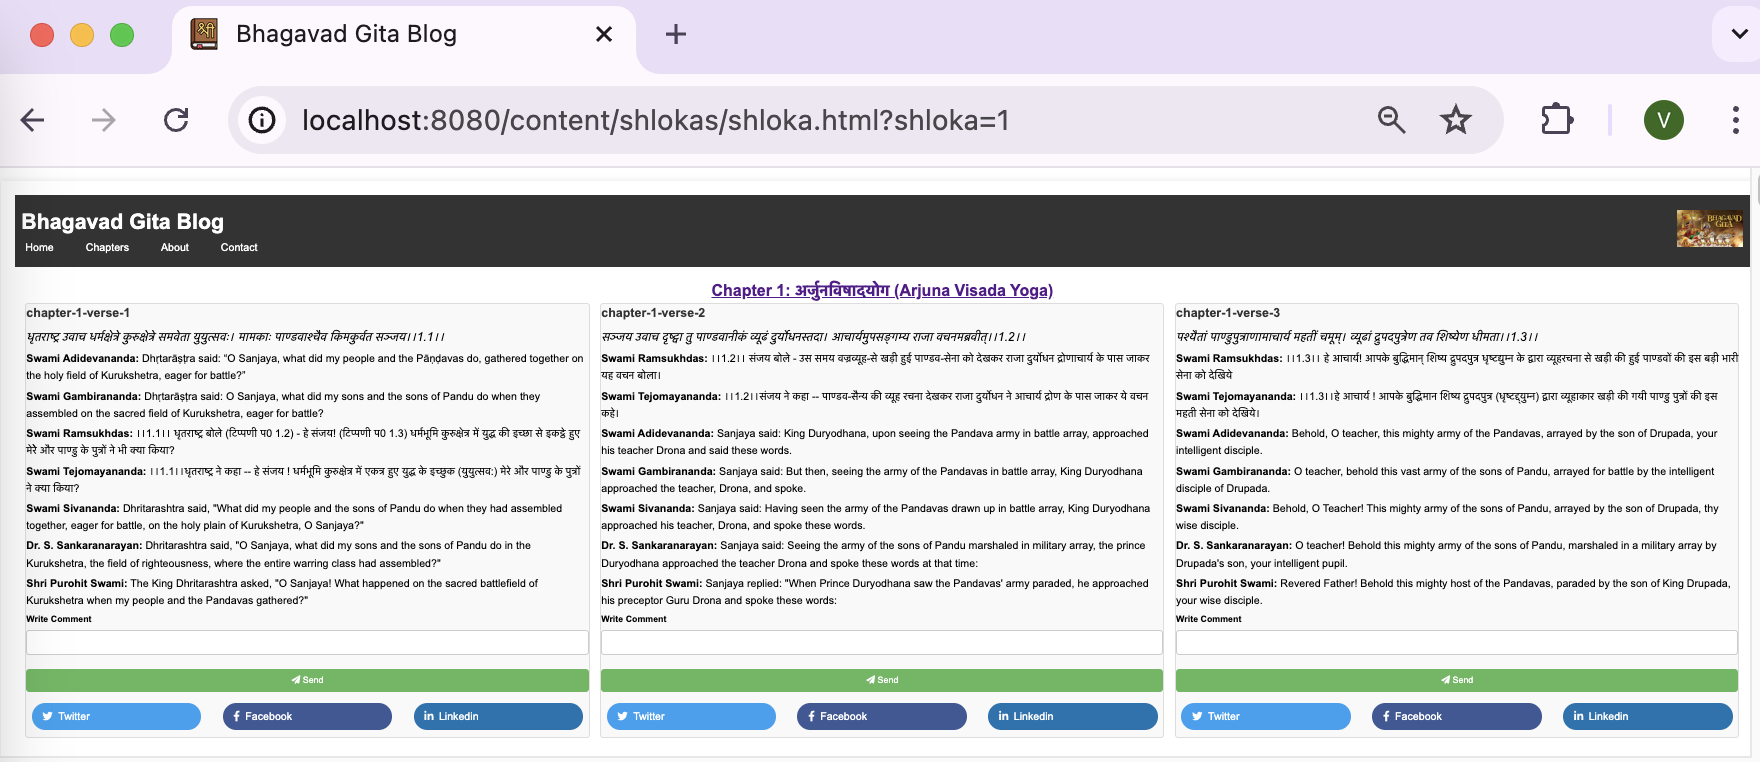 श्री
Bhagavad Gita Blog
localhost:8080/content/shlokas/shloka.html?shloka=1
V
Bhagavad Gita Blog
Home Chapters About Contact
BHAGAVAD
GITA
Chapter 1: अर्जुनविषादयोग (Arjuna Visada Yoga)
chapter-1-verse-1
धृतराष्ट्र उवाच धर्मक्षेत्रे कुरुक्षेत्रे समवेता युयुत्सवः। मामकाः पाण्डवाश्चैव किमकुर्वत सञ्जय।।1.1।।
Swami Adidevananda: Dhrtarāṣṭra said: "O Sanjaya, what did my people and the Pāṇḍavas do, gathered together on
the holy field of Kurukshetra, eager for battle?"
Swami Gambirananda: Dhṛtarāṣṭra said: O Sanjaya, what did my sons and the sons of Pandu do when they
assembled on the sacred field of Kurukshetra, eager for battle?
Swami Ramsukhdas: ।।1.1।। धृतराष्ट्र बोले (टिप्पणी प0 1.2) - हे संजय! (टिप्पणी प0 1.3) धर्मभूमि कुरुक्षेत्र में युद्ध की इच्छा से इकट्ठे हुए
मेरे और पाण्डु के पुत्रों ने भी क्या किया?
Swami Tejomayananda: ।।1.1।।धृतराष्ट्र ने कहा -- हे संजय ! धर्मभूमि कुरुक्षेत्र में एकत्र हुए युद्ध के इच्छुक (युयुत्सव:) मेरे और पाण्डु के पुत्रों
ने क्या किया?
Swami Sivananda: Dhritarashtra said, "What did my people and the sons of Pandu do when they had assembled
together, eager for battle, on the holy plain of Kurukshetra, O Sanjaya?"
Dr. S. Sankaranarayan: Dhritarashtra said, "O Sanjaya, what did my sons and the sons of Pandu do in the
Kurukshetra, the field of righteousness, where the entire warring class had assembled?"
Shri Purohit Swami: The King Dhritarashtra asked, "O Sanjaya! What happened on the sacred battlefield of
Kurukshetra when my people and the Pandavas gathered?"
Write Comment
Send
Twitter Facebook Linkedin
chapter-1-verse-2
सञ्जय उवाच दृष्ट्वा तु पाण्डवानीकं व्यूढं दुर्योधनस्तदा। आचार्यमुपसङ्गम्य राजा वचनमब्रवीत्।।1.2।।
Swami Ramsukhdas: ।।1.2।। संजय बोले - उस समय वज्रव्यूह-से खड़ी हुई पाण्डव-सेना को देखकर राजा दुर्योधन द्रोणाचार्य के पास जाकर
यह वचन बोला।
Swami Tejomayananda: ।।1.2।।संजय ने कहा -- पाण्डव-सैन्य की व्यूह रचना देखकर राजा दुर्योधन ने आचार्य द्रोण के पास जाकर ये वचन
कहे।
Swami Adidevananda: Sanjaya said: King Duryodhana, upon seeing the Pandava army in battle array, approached
his teacher Drona and said these words.
Swami Gambirananda: Sanjaya said: But then, seeing the army of the Pandavas in battle array, King Duryodhana
approached the teacher, Drona, and spoke.
Swami Sivananda: Sanjaya said: Having seen the army of the Pandavas drawn up in battle array, King Duryodhana
approached his teacher, Drona, and spoke these words.
Dr. S. Sankaranarayan: Sanjaya said: Seeing the army of the sons of Pandu marshaled in military array, the prince
Duryodhana approached the teacher Drona and spoke these words at that time:
Shri Purohit Swami: Sanjaya replied: "When Prince Duryodhana saw the Pandavas' army paraded, he approached
his preceptor Guru Drona and spoke these words:
Write Comment
Send
Twitter Facebook Linkedin
chapter-1-verse-3
पश्यैतां पाण्डुपुत्राणामाचार्य महतीं चमूम्। व्यूढां द्रुपदपुत्रेण तव शिष्येण धीमता।।1.3।।
Swami Ramsukhdas: ।।1.3।। हे आचार्य! आपके बुद्धिमान् शिष्य द्रुपदपुत्र धृष्टद्युम्न के द्वारा व्यूहरचना से खड़ी की हुई पाण्डवों की इस बड़ी भारी
सेना को देखिये
Swami Tejomayananda: ।।1.3।।हे आचार्य ! आपके बुद्धिमान शिष्य द्रुपदपुत्र (धृष्टद्द्युम्न) द्वारा व्यूहाकार खड़ी की गयी पाण्डु पुत्रों की इस
महती सेना को देखिये।
Swami Adidevananda: Behold, O teacher, this mighty army of the Pandavas, arrayed by the son of Drupada, your
intelligent disciple.
Swami Gambirananda: O teacher, behold this vast army of the sons of Pandu, arrayed for battle by the intelligent
disciple of Drupada.
Swami Sivananda: Behold, O Teacher! This mighty army of the sons of Pandu, arrayed by the son of Drupada, thy
wise disciple.
Dr. S. Sankaranarayan: O teacher! Behold this mighty army of the sons of Pandu, marshaled in a military array by
Drupada's son, your intelligent pupil.
Shri Purohit Swami: Revered Father! Behold this mighty host of the Pandavas, paraded by the son of King Drupada,
your wise disciple.
Write Comment
Send
Twitter Facebook Linkedin